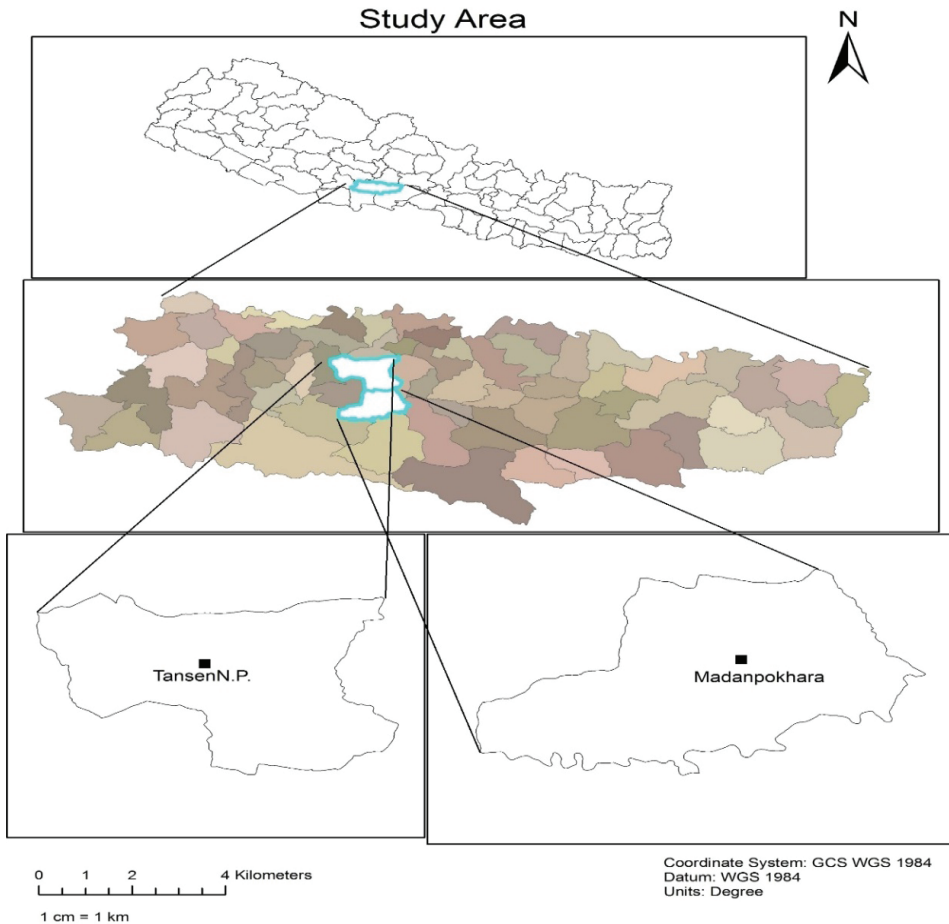 Study Area
N
TansenN.P.
Madanpokhara
0 1 2 4 Kilometers
1 cm = 1 km
Coordinate System: GCS WGS 1984
Datum: WGS 1984
Units: Degree